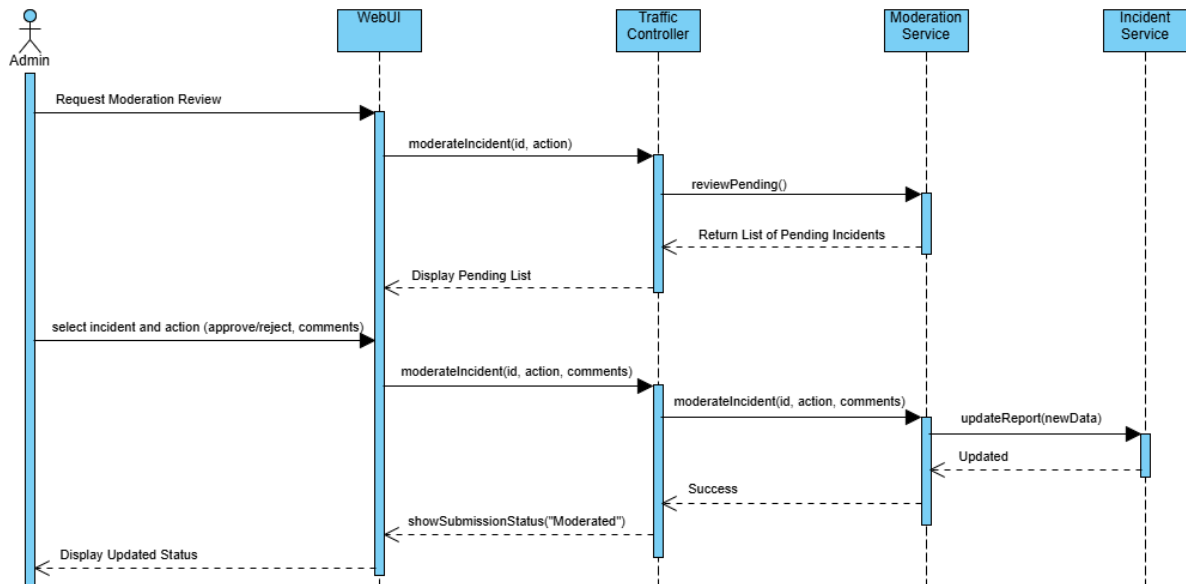 WebUI
Traffic
Controller
Moderation
Service
Incident
Service
Admin
Request Moderation Review
moderateIncident(id, action)
reviewPending()
Return List of Pending Incidents
Display Pending List
select incident and action (approve/reject, comments)
moderateIncident(id, action, comments)
moderateIncident(id, action, comments)
updateReport(newData)
Updated
Success
showSubmissionStatus("Moderated")
Display Updated Status